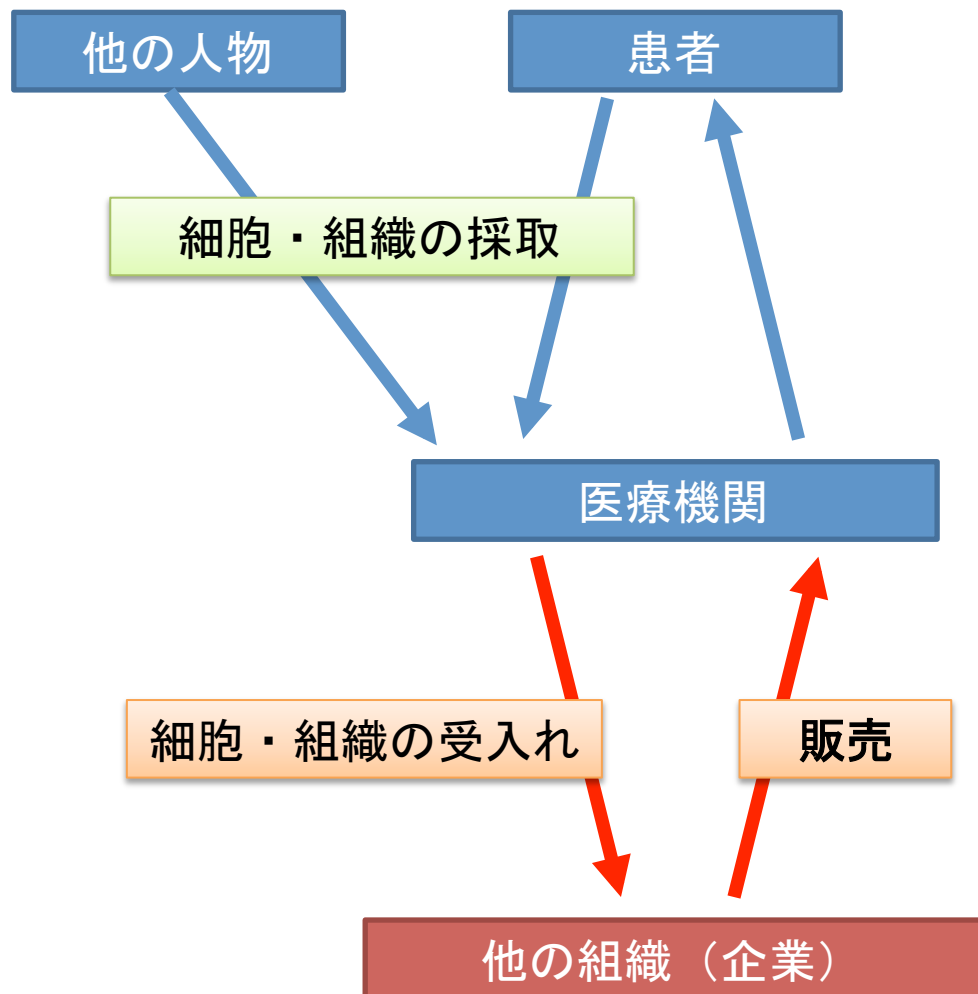 他の人物
患者
細胞・組織の採取
医療機関
細胞・組織の受入れ
販売
他の組織（企業）